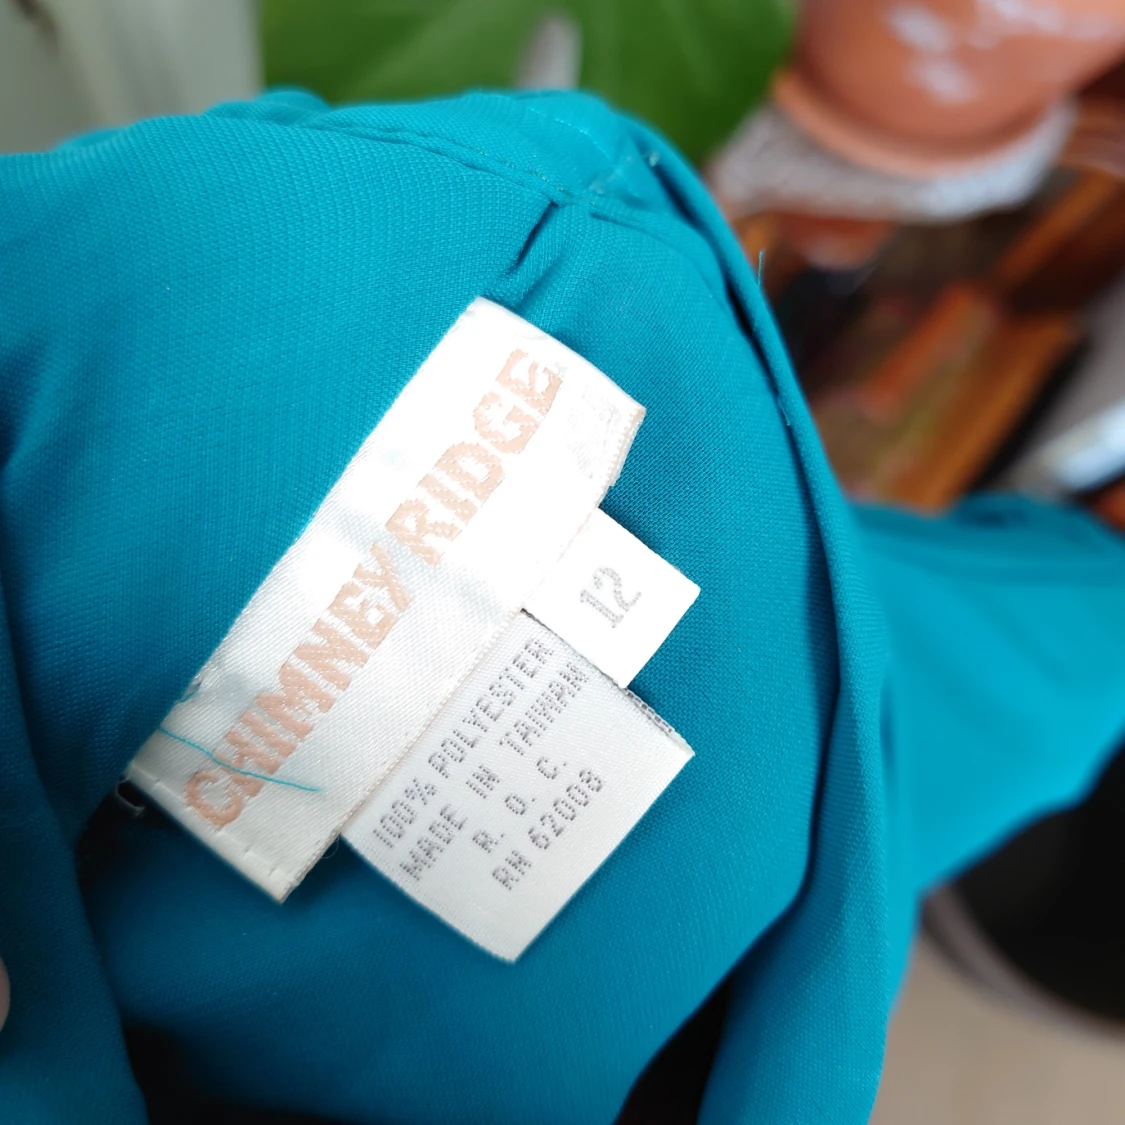 CHIMNEY RIDGE
12
100% POLYESTER
MADE IN TAIWAN
R. O. C.
RN 62008